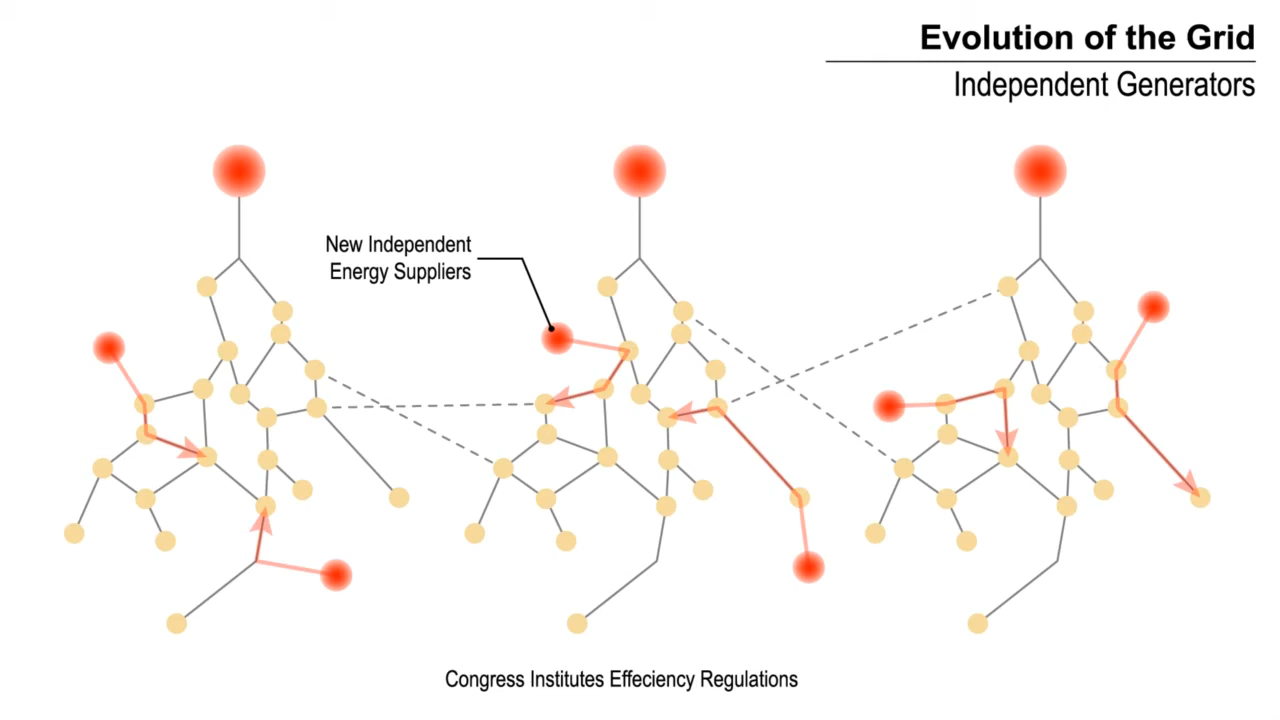 Evolution of the Grid
Independent Generators
New Independent
Energy Suppliers
Congress Institutes Effeciency Regulations